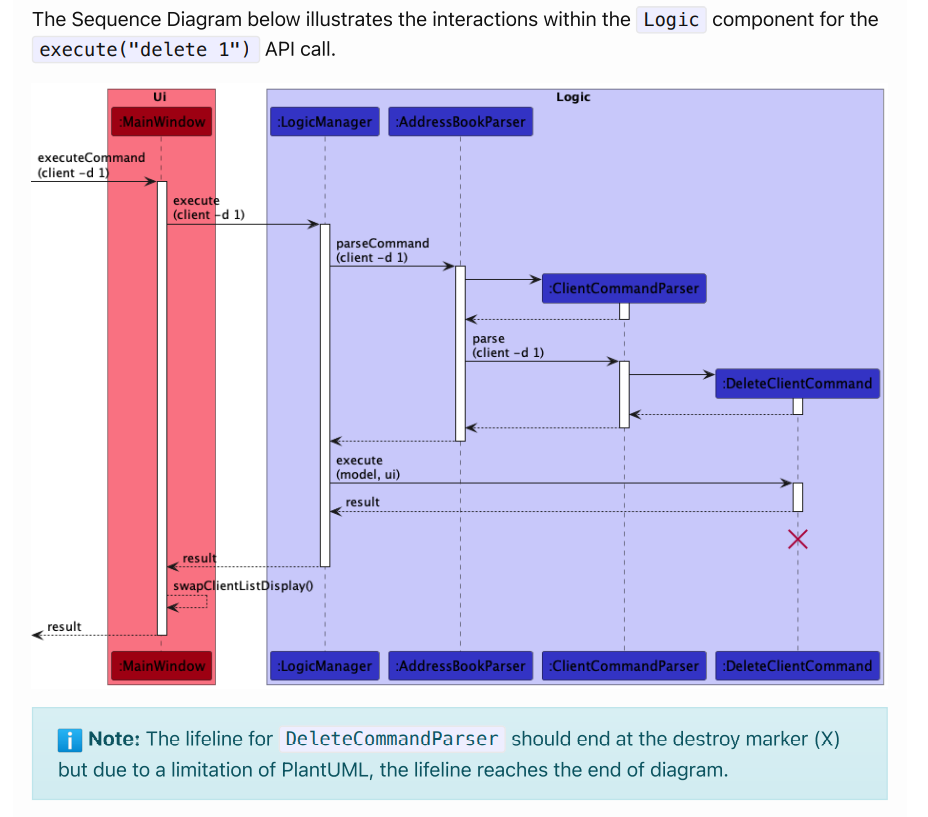 The Sequence Diagram below illustrates the interactions within the Logic component for the
execute("delete 1") API call.
Ui
Logic
:MainWindow
:LogicManager
:AddressBookParser
executeCommand
(client -d 1)
execute
(client -d 1)
parseCommand
(client -d 1)
:ClientCommandParser
parse
(client -d 1)
:DeleteClientCommand
execute
(model, ui)
result
result
swapClientListDisplay()
result
:MainWindow
:LogicManager
:AddressBookParser
:ClientCommandParser
:DeleteClientCommand
i Note: The lifeline for DeleteCommandParser should end at the destroy marker (X)
but due to a limitation of PlantUML, the lifeline reaches the end of diagram.